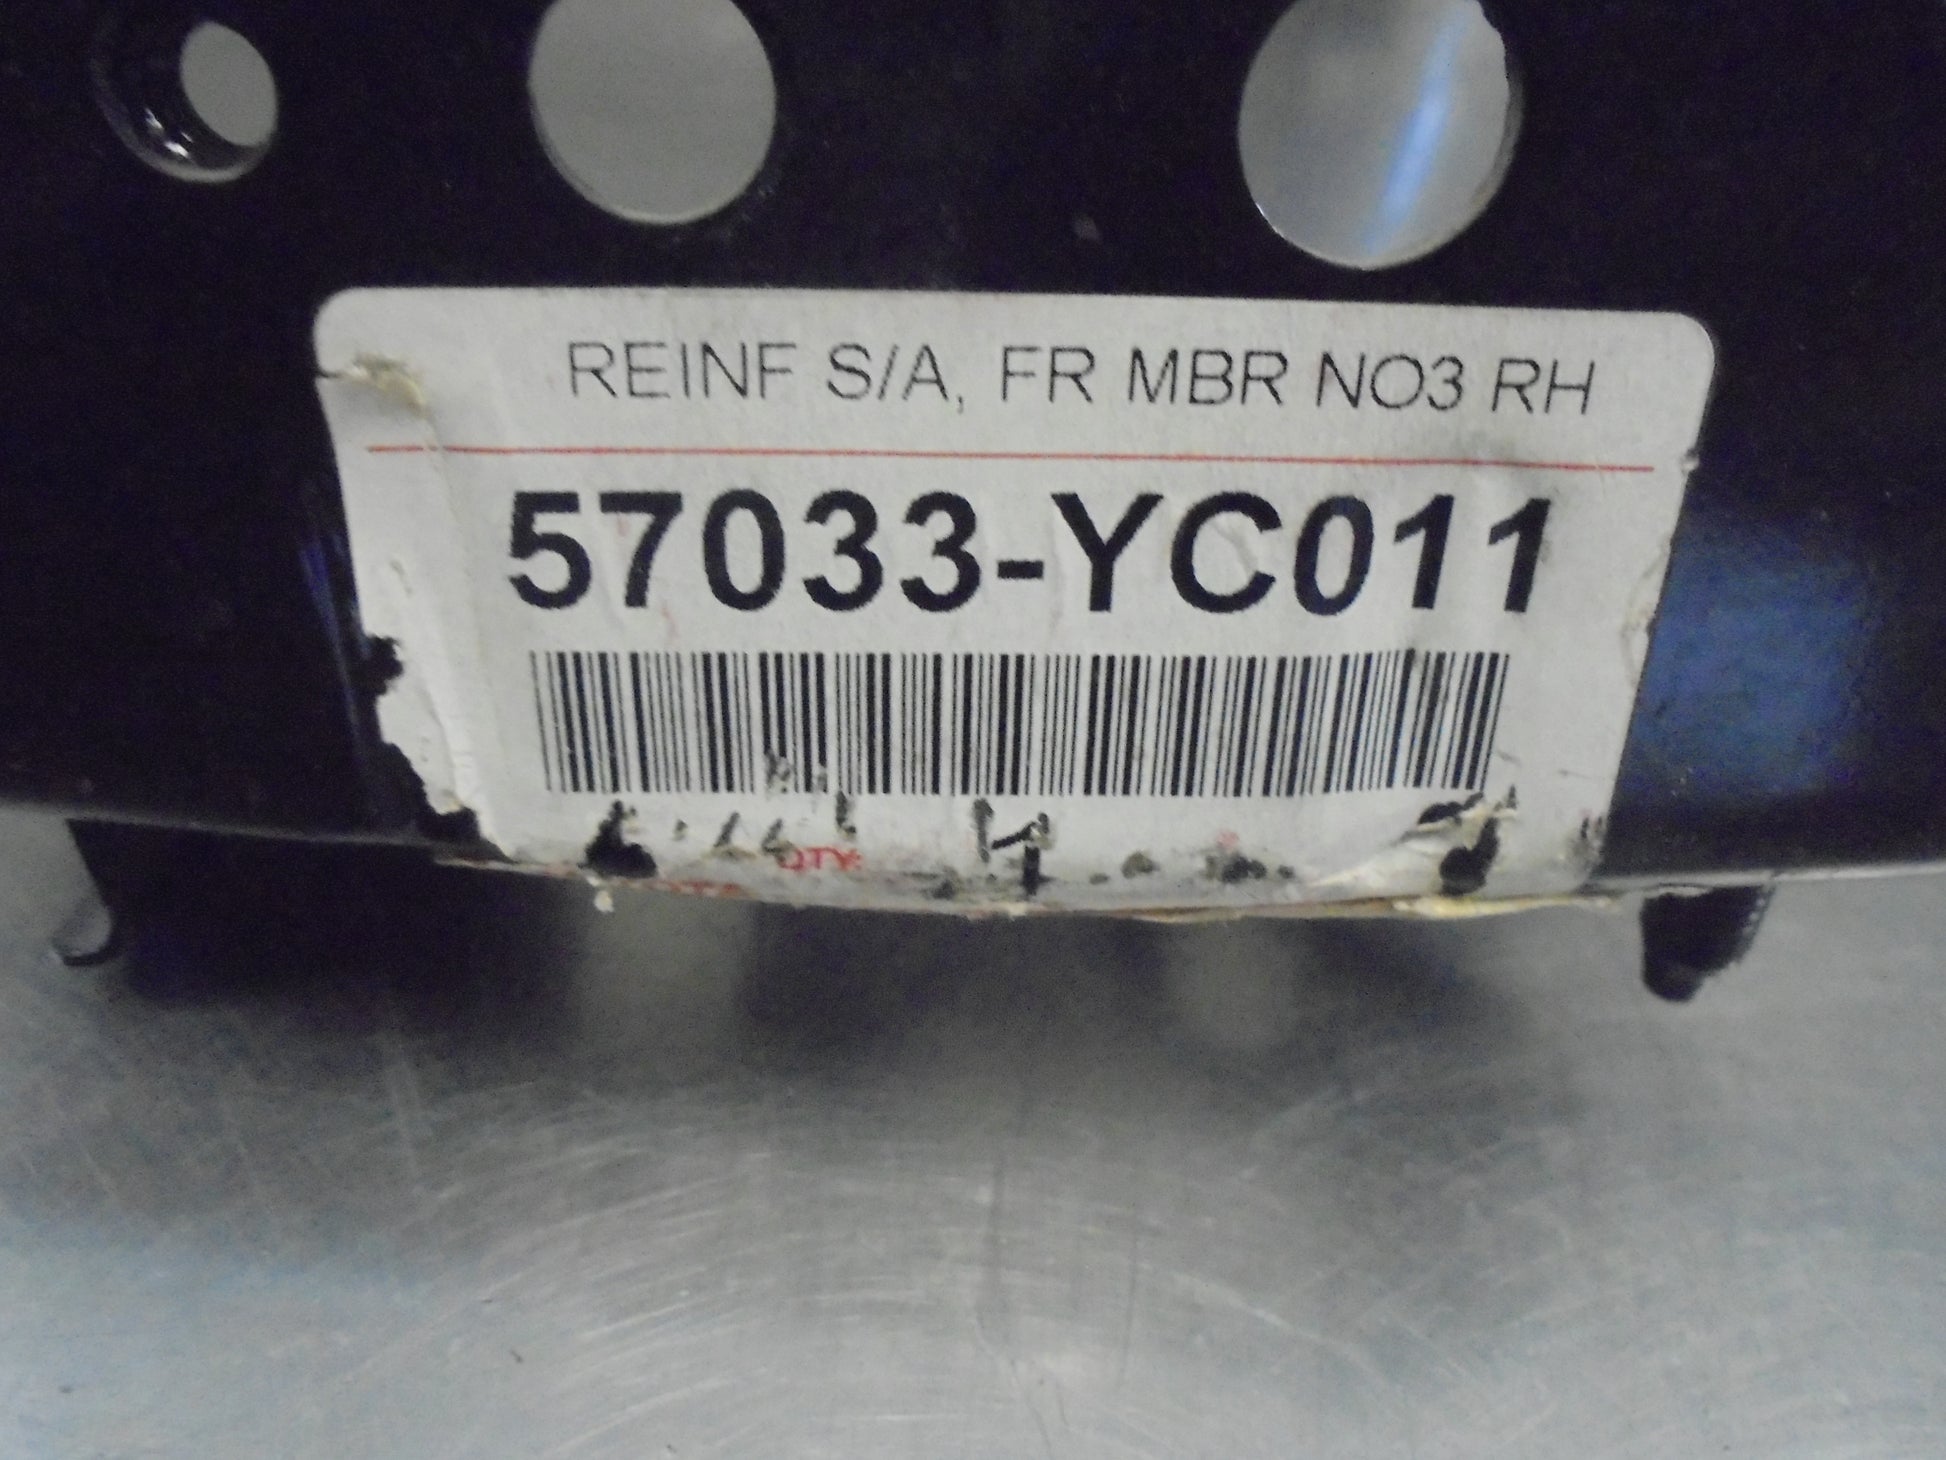 REINF S/A, FR MBR NO3 RH
57033-YC011
QTY: